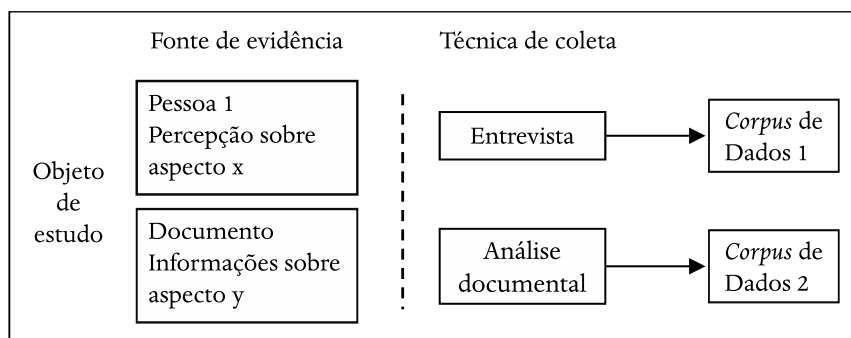 Fonte de evidência
Técnica de coleta
Objeto
de
estudo
Pessoa 1
Percepção sobre
aspecto x
Entrevista
Corpus de
Dados 1
Documento
Informações sobre
aspecto y
Análise
documental
Corpus de
Dados 2